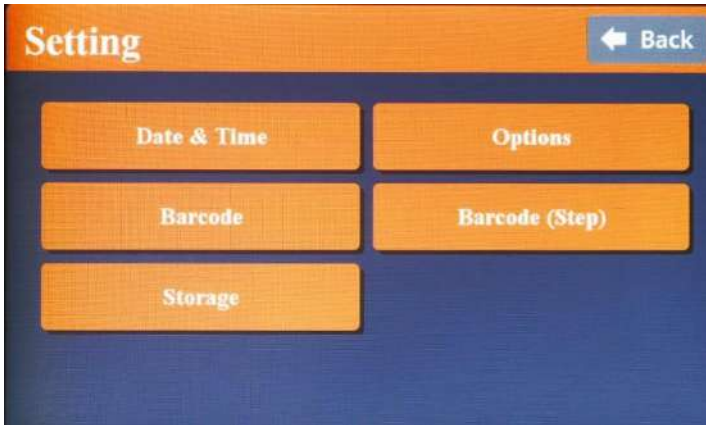 Setting
Back
Date & Time
Options
Barcode
Barcode (Step)
Storage